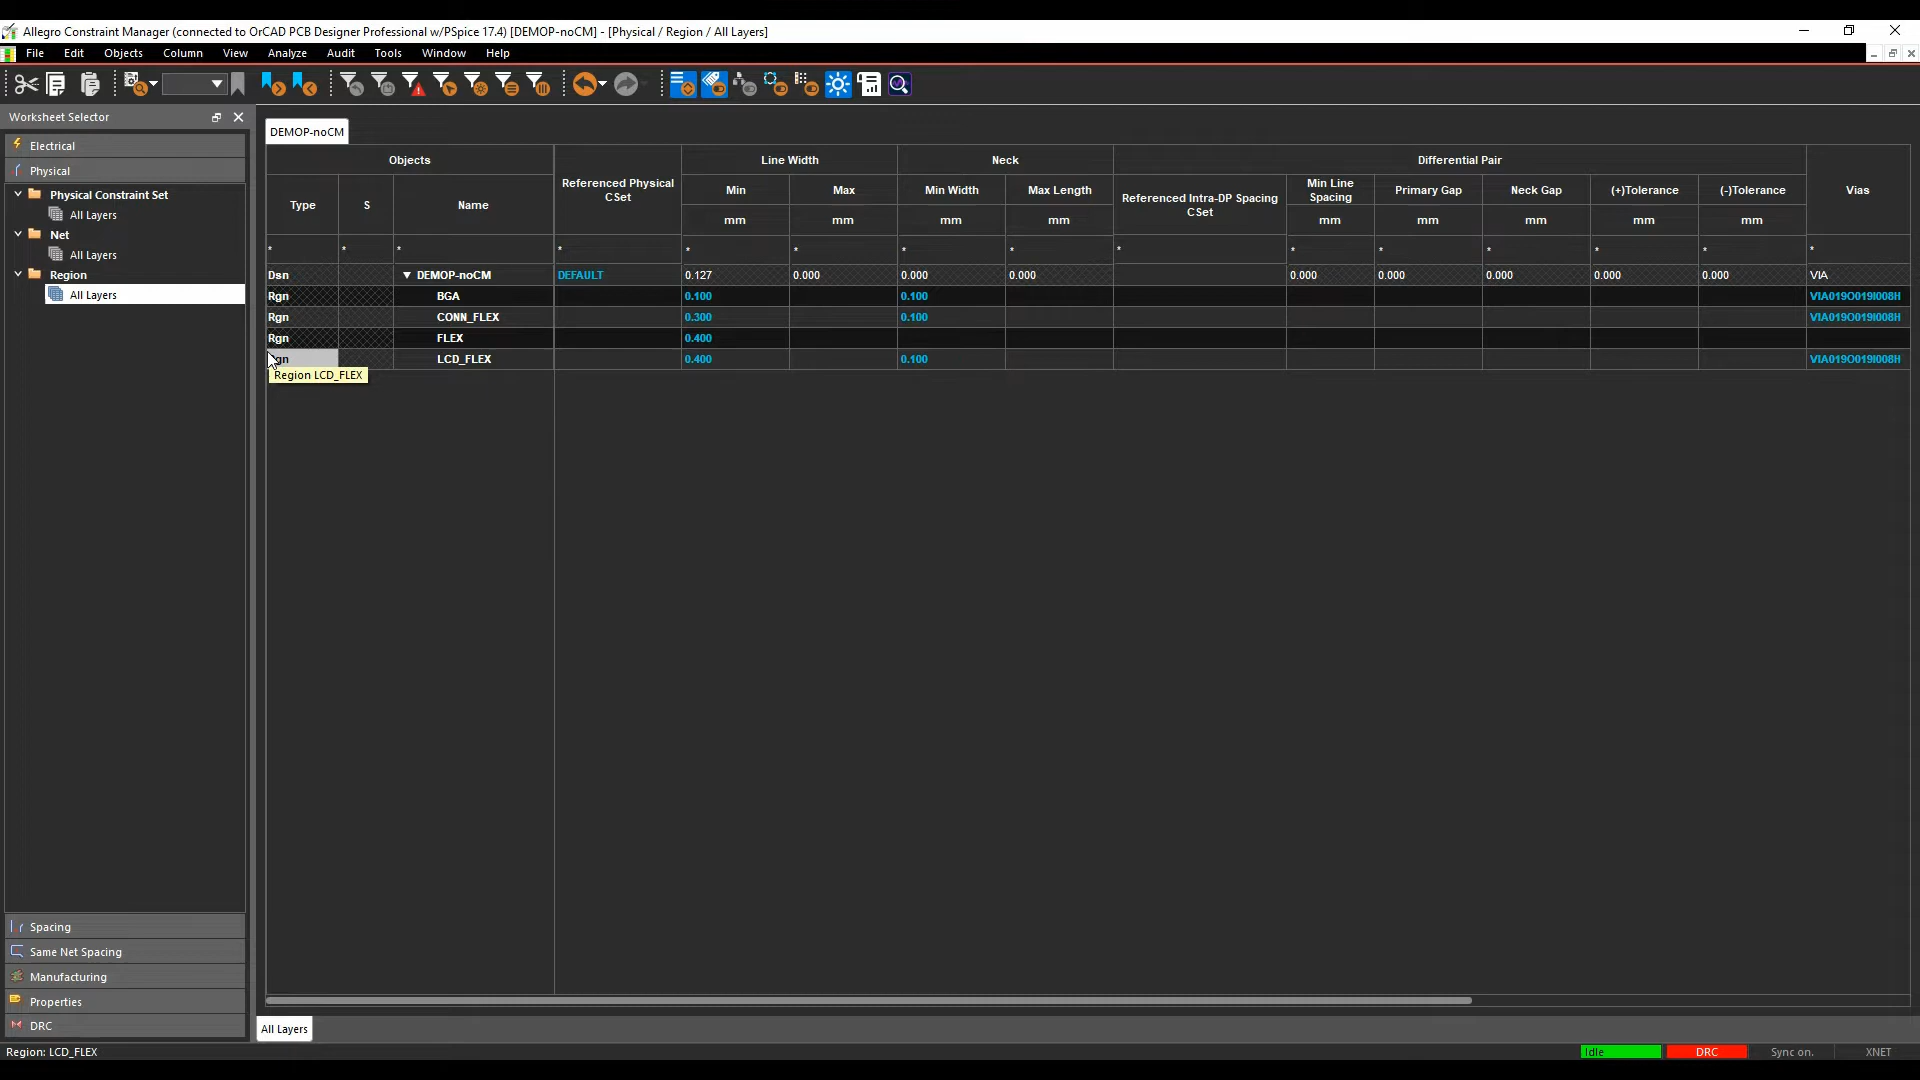 Allegro Constraint Manager (connected to OrCAD PCB Designer Professional w/PSpice 17.4) [DEMOP-noCM] - [Physical / Region / All Layers]
File Edit Objects Column View Analyze Audit Tools Window Help
Worksheet Selector
Electrical
Physical
Physical Constraint Set
All Layers
Net
All Layers
Region
All Layers
Spacing
Same Net Spacing
Manufacturing
Properties
DRC
DEMOP-noCM
Objects Referenced Physical CSet Line Width Neck Differential Pair Vias
Type S Name Min Max Min Width Max Length Referenced Intra-DP Spacing CSet Min Line Spacing Primary Gap Neck Gap (+)Tolerance (-)Tolerance
mm mm mm mm mm mm mm mm mm
* * * * * * * * * * * * * * *
Dsn ▼ DEMOP-noCM DEFAULT 0.127 0.000 0.000 0.000 0.000 0.000 0.000 0.000 0.000 VIA
Rgn BGA 0.100 0.100 VIA019O019I008H
Rgn CONN_FLEX 0.300 0.100 VIA019O019I008H
Rgn FLEX 0.400
LCD_FLEX 0.400 0.100 VIA019O019I008H
Region LCD_FLEX
All Layers
Region: LCD_FLEX Idle DRC Sync on. XNET